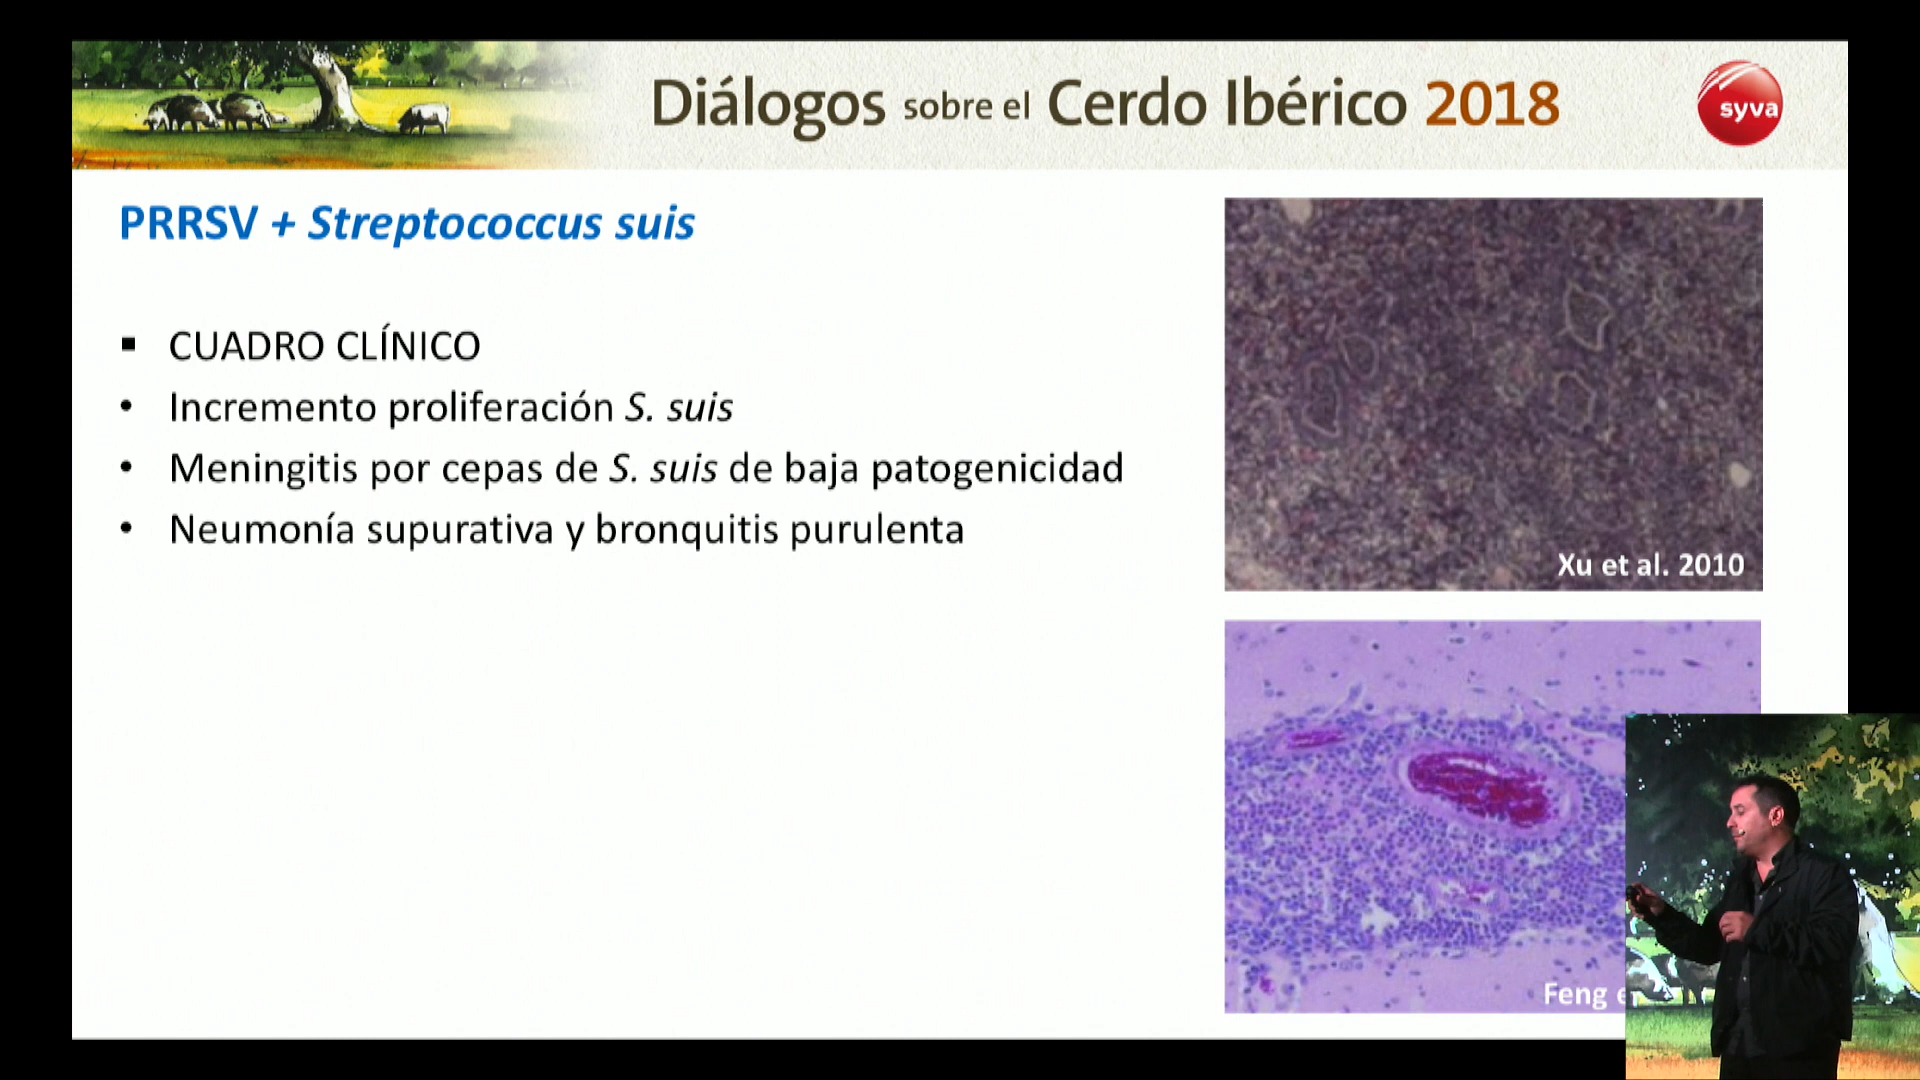 Diálogos sobre el Cerdo Ibérico 2018
syva
PRRSV + Streptococcus suis
▪ CUADRO CLÍNICO
• Incremento proliferación S. suis
• Meningitis por cepas de S. suis de baja patogenicidad
• Neumonía supurativa y bronquitis purulenta
Xu et al. 2010
Feng